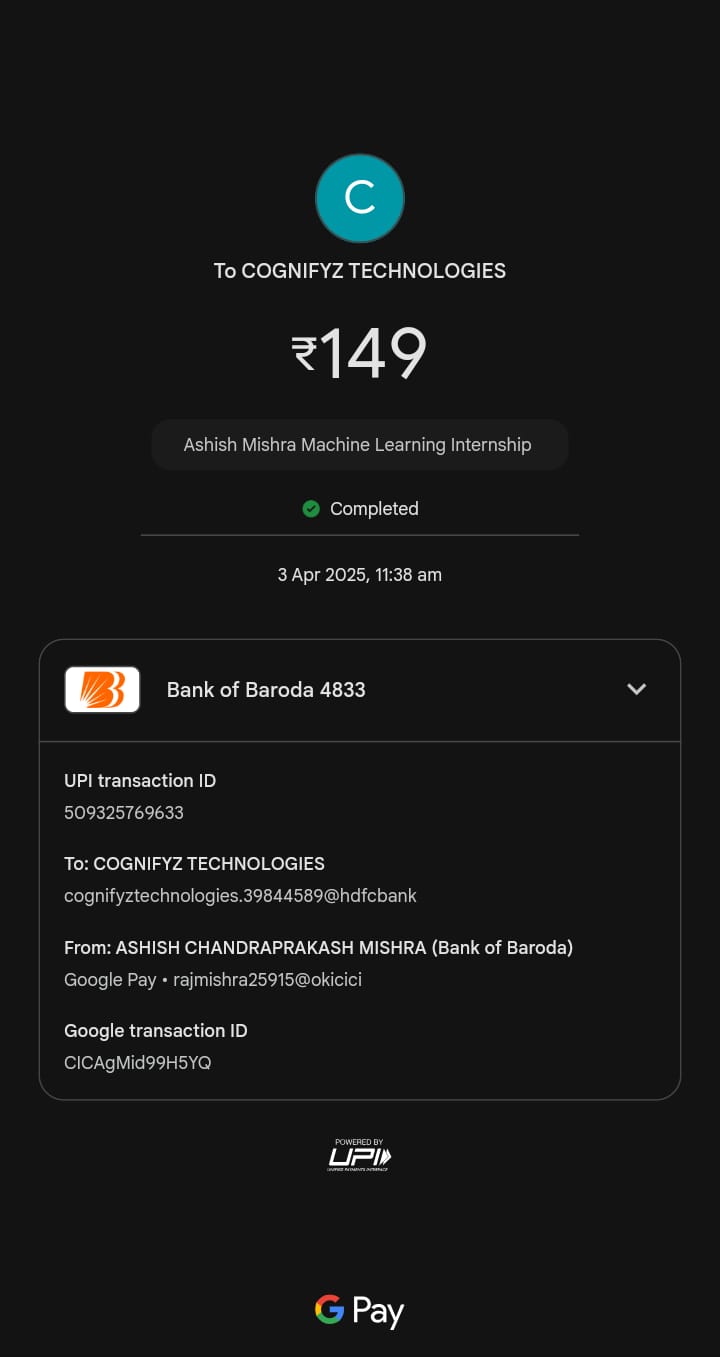 C
To COGNIFYZ TECHNOLOGIES
₹149
Ashish Mishra Machine Learning Internship
Completed
3 Apr 2025, 11:38 am
Bank of Baroda 4833
UPI transaction ID
509325769633
To: COGNIFYZ TECHNOLOGIES
cognifyztechnologies.39844589@hdfcbank
From: ASHISH CHANDRAPRAKASH MISHRA (Bank of Baroda)
Google Pay • rajmishra25915@okicici
Google transaction ID
CICAgMid99H5YQ
POWERED BY
UPI
UNIFIED PAYMENTS INTERFACE
G Pay